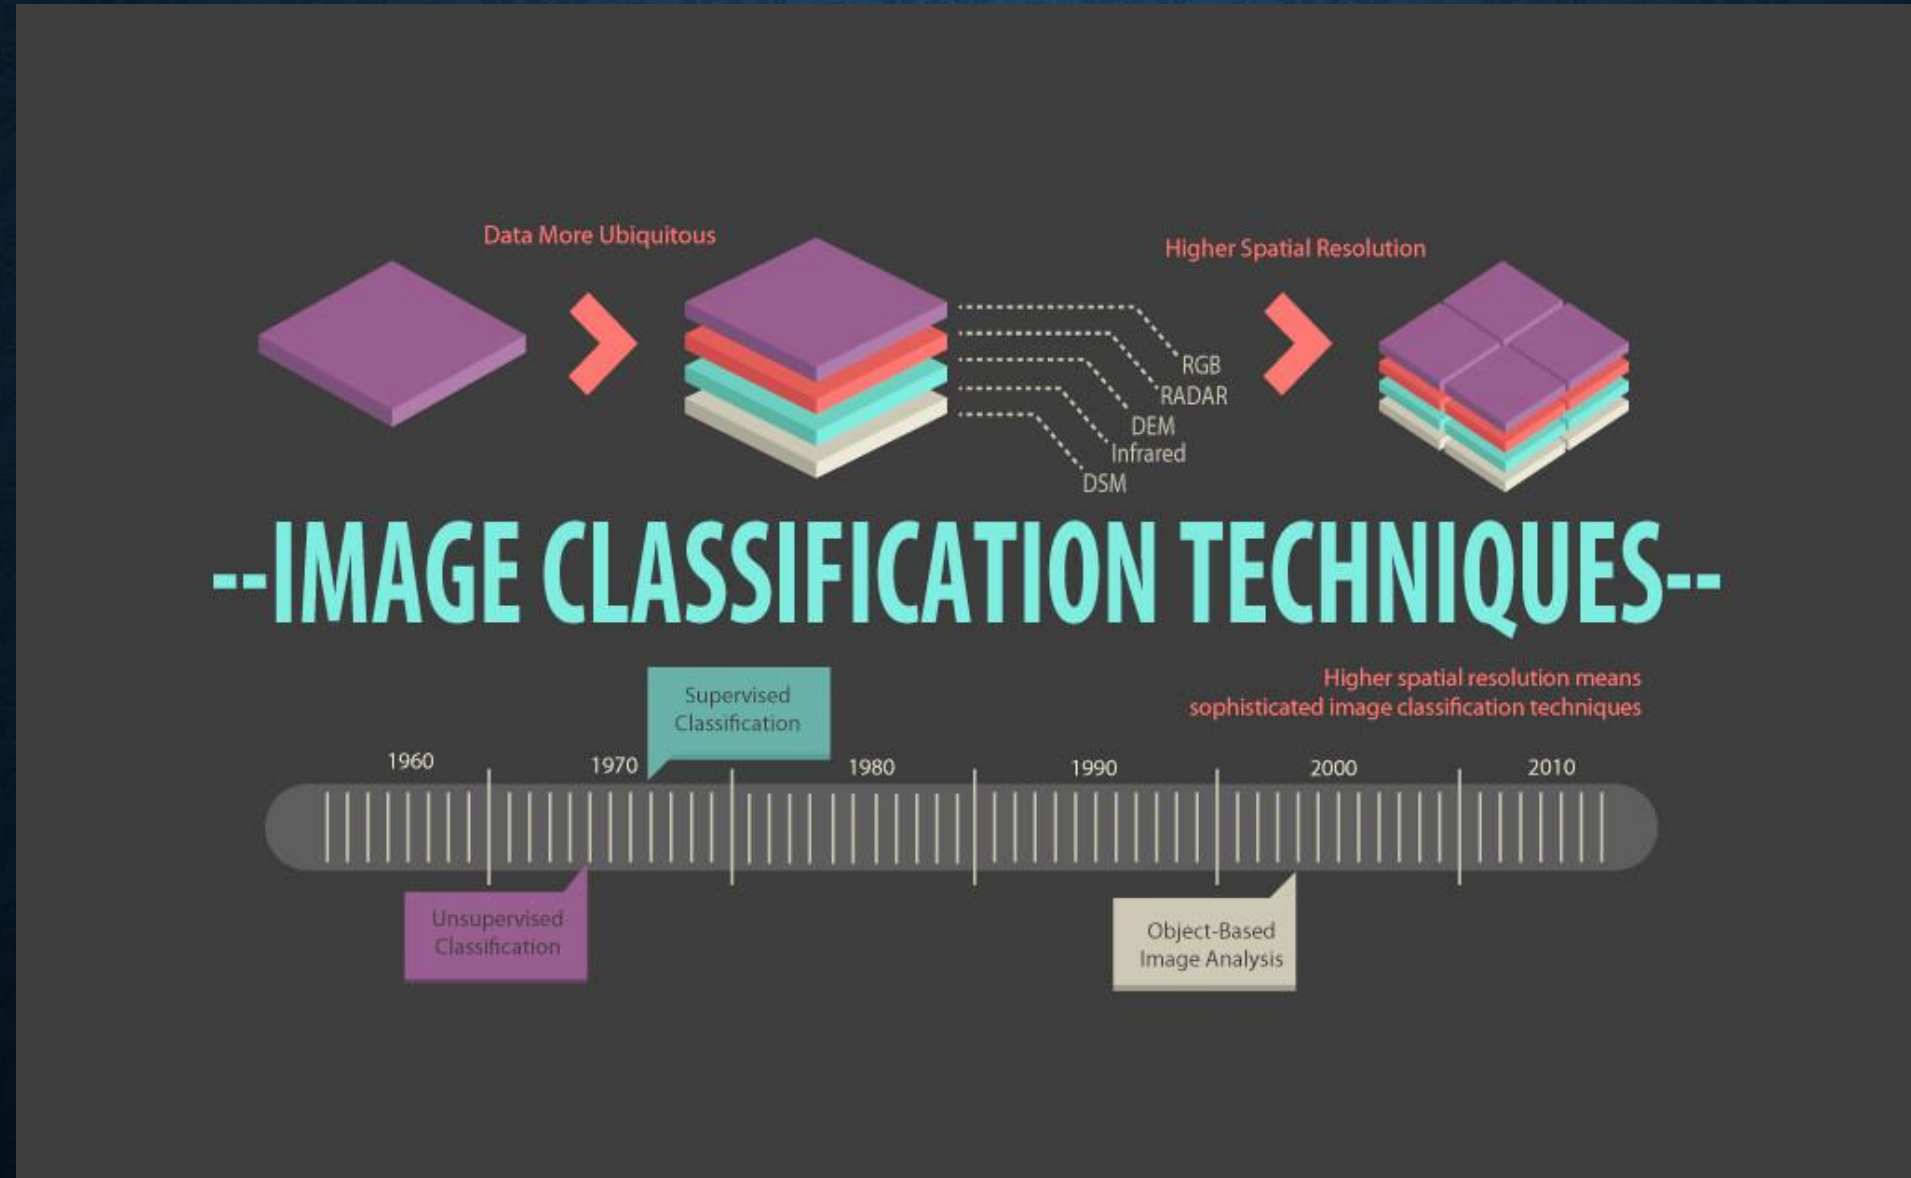 Data More Ubiquitous
Higher Spatial Resolution
RGB
RADAR
DEM
Infrared
DSM
--IMAGE CLASSIFICATION TECHNIQUES--
Higher spatial resolution means
sophisticated image classification techniques
Supervised
Classification
1960
1970
1980
1990
2000
2010
Unsupervised
Classification
Object-Based
Image Analysis